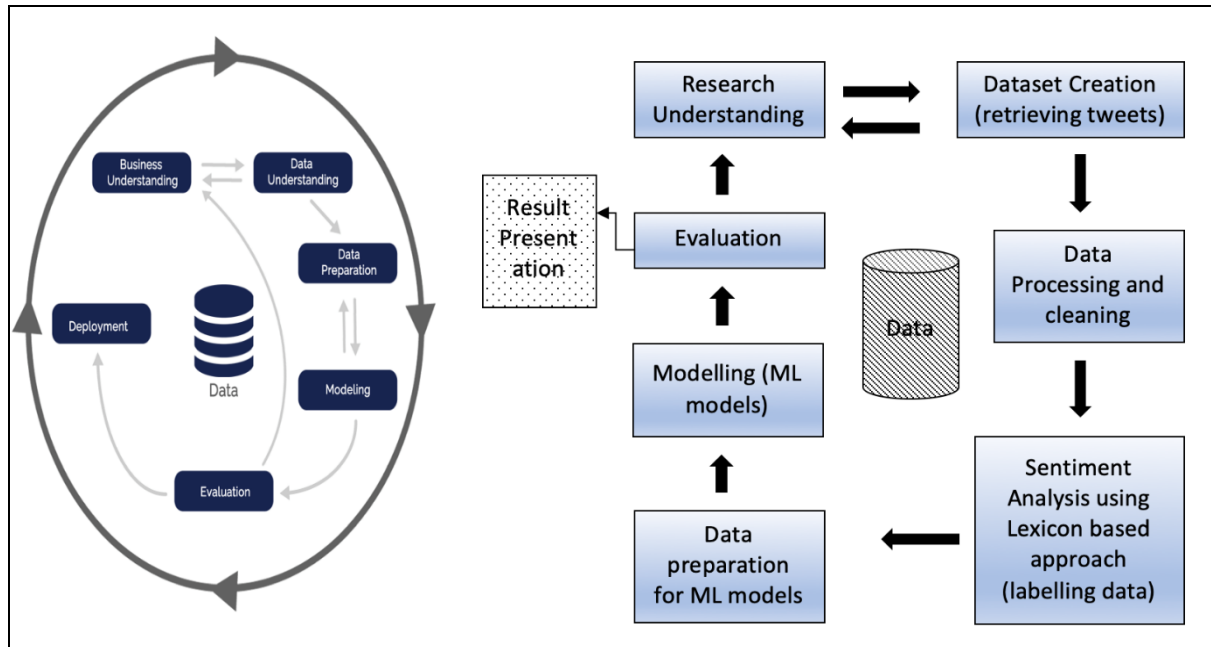 Business
Understanding
Data
Understanding
Data
Preparation
Deployment
Data
Modeling
Evaluation
Research
Understanding
Dataset Creation
(retrieving tweets)
Result
Present
ation
Evaluation
Data
Processing and
cleaning
Data
Modelling (ML
models)
Sentiment
Analysis using
Lexicon based
approach
(labelling data)
Data
preparation
for ML models